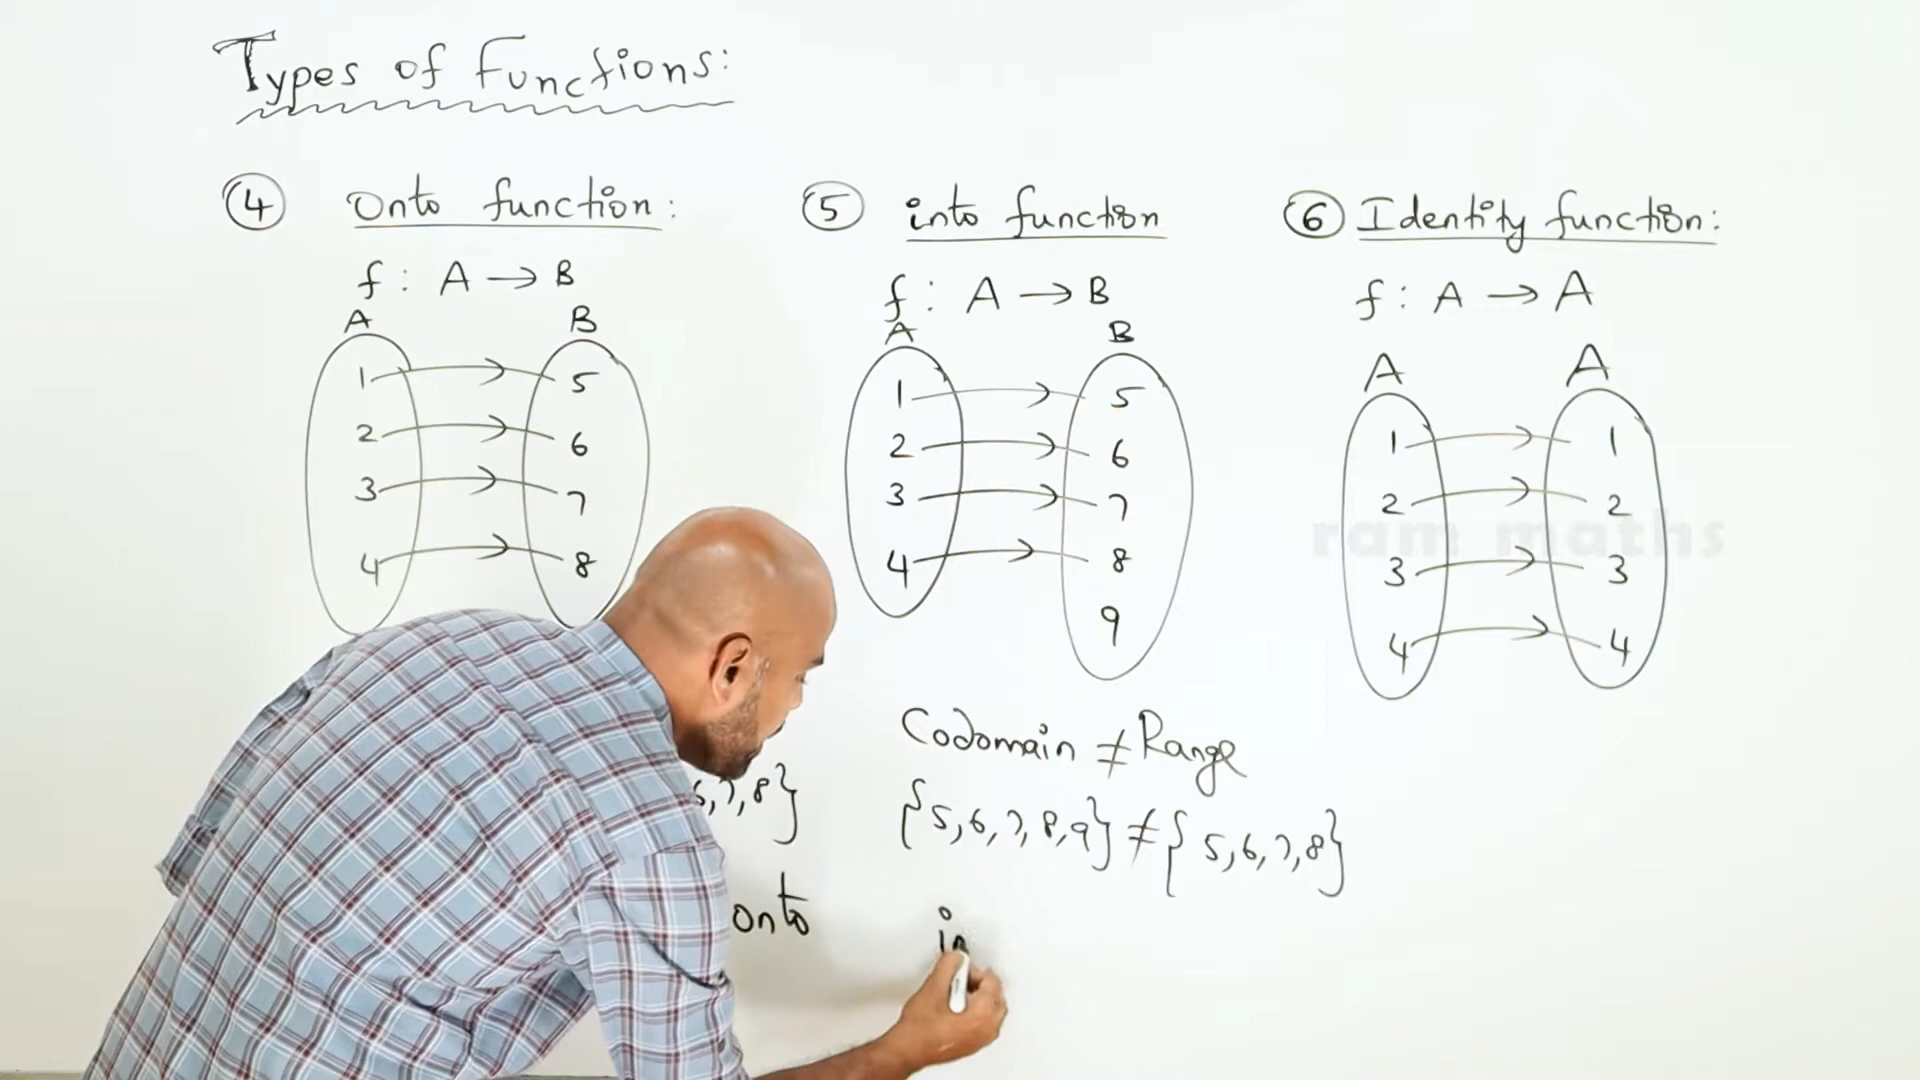 Types of Functions:
④ Onto function:
f : A → B
A B
1 5
2 6
3 7
4 8
⑤ into function
f : A → B
A B
1 5
2 6
3 7
4 8
9
Codomain ≠ Range
{5,6,7,8,9} ≠ {5,6,7,8}
in
6,7,8}
onto
⑥ Identity function:
f : A → A
A A
1 1
2 2
3 3
4 4
ram maths